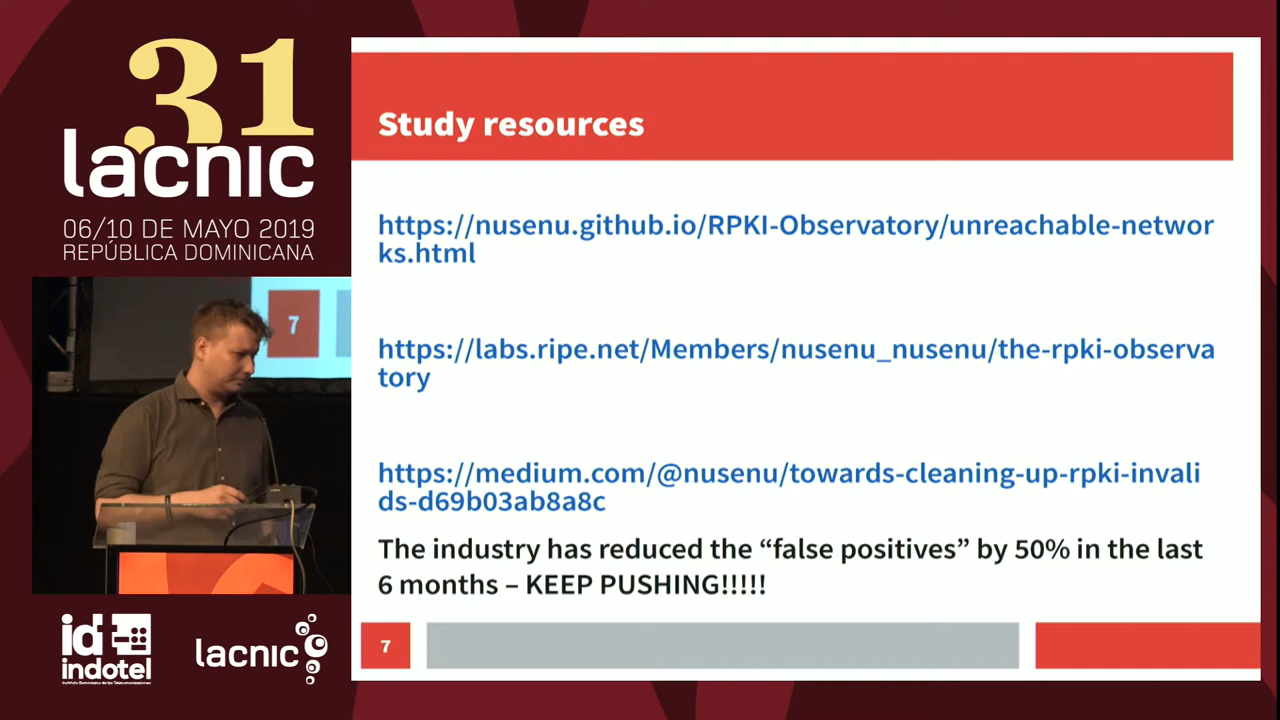 31
lacnic
06/10 DE MAYO 2019
REPÚBLICA DOMINICANA
7
id
indotel
lacnic
Study resources
https://nusenu.github.io/RPKI-Observatory/unreachable-networ
ks.html
https://labs.ripe.net/Members/nusenu_nusenu/the-rpki-observa
tory
https://medium.com/@nusenu/towards-cleaning-up-rpki-invali
ds-d69b03ab8a8c
The industry has reduced the “false positives” by 50% in the last
6 months – KEEP PUSHING!!!!!
7